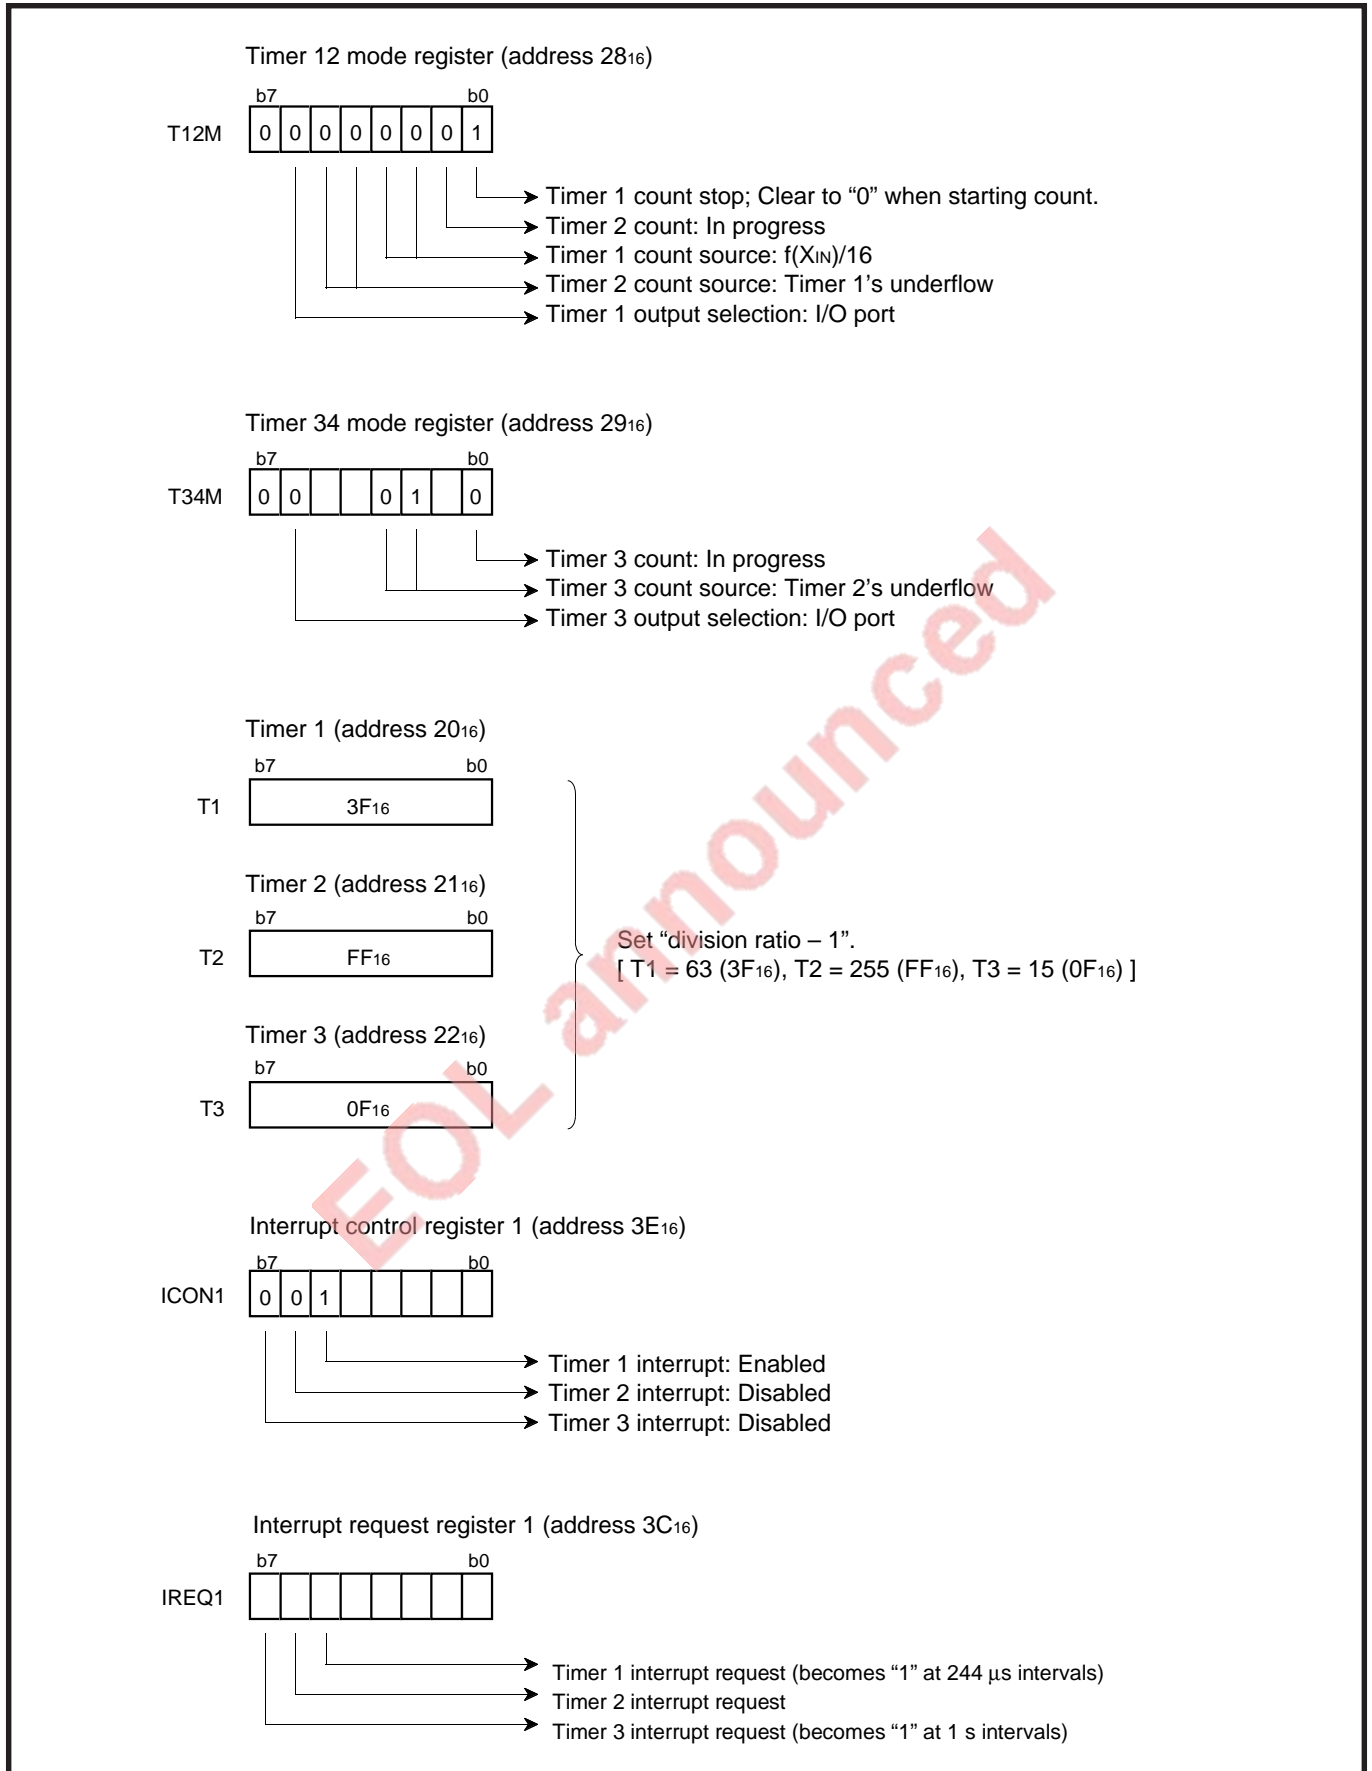 Timer 12 mode register (address 2816)
b7 b0
T12M 0 0 0 0 0 0 0 1
Timer 1 count stop; Clear to “0” when starting count.
Timer 2 count: In progress
Timer 1 count source: f(XIN)/16
Timer 2 count source: Timer 1’s underflow
Timer 1 output selection: I/O port
Timer 34 mode register (address 2916)
b7 b0
T34M 0 0 0 1 0
Timer 3 count: In progress
Timer 3 count source: Timer 2’s underflow
Timer 3 output selection: I/O port
Timer 1 (address 2016)
b7 b0
T1 3F16
Timer 2 (address 2116)
b7 b0
T2 FF16
Set “division ratio – 1”.
[ T1 = 63 (3F16), T2 = 255 (FF16), T3 = 15 (0F16) ]
Timer 3 (address 2216)
b7 b0
T3 0F16
EOL announced
Interrupt control register 1 (address 3E16)
b7 b0
ICON1 0 0 1
Timer 1 interrupt: Enabled
Timer 2 interrupt: Disabled
Timer 3 interrupt: Disabled
Interrupt request register 1 (address 3C16)
b7 b0
IREQ1
Timer 1 interrupt request (becomes “1” at 244 μs intervals)
Timer 2 interrupt request
Timer 3 interrupt request (becomes “1” at 1 s intervals)